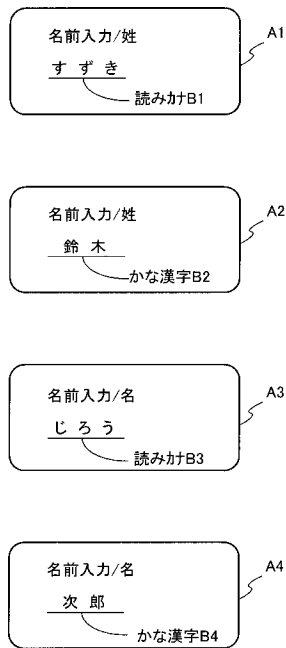 名前入力/姓
A1
すずき
読みカナB1
名前入力/姓
A2
鈴木
かな漢字B2
名前入力/名
A3
じろう
読みカナB3
名前入力/名
A4
次郎
かな漢字B4